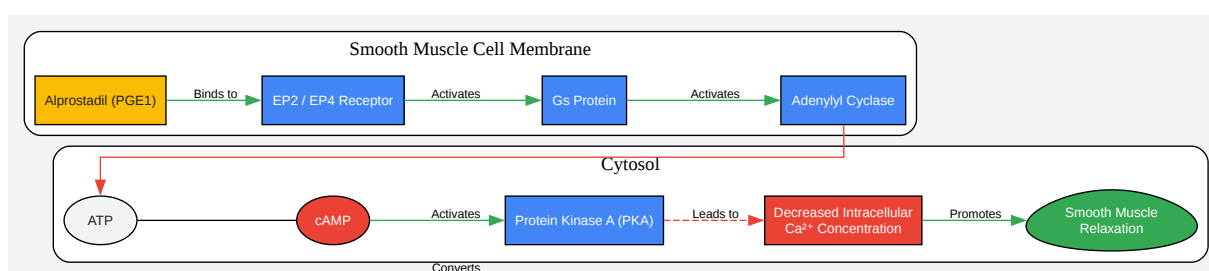 Smooth Muscle Cell Membrane
Alprostadil (PGE1)
Binds to
EP2 / EP4 Receptor
Activates
Gs Protein
Activates
Adenylyl Cyclase
Cytosol
ATP
cAMP
Activates
Protein Kinase A (PKA)
Leads to
Decreased Intracellular
Ca²⁺ Concentration
Promotes
Smooth Muscle
Relaxation
Converts